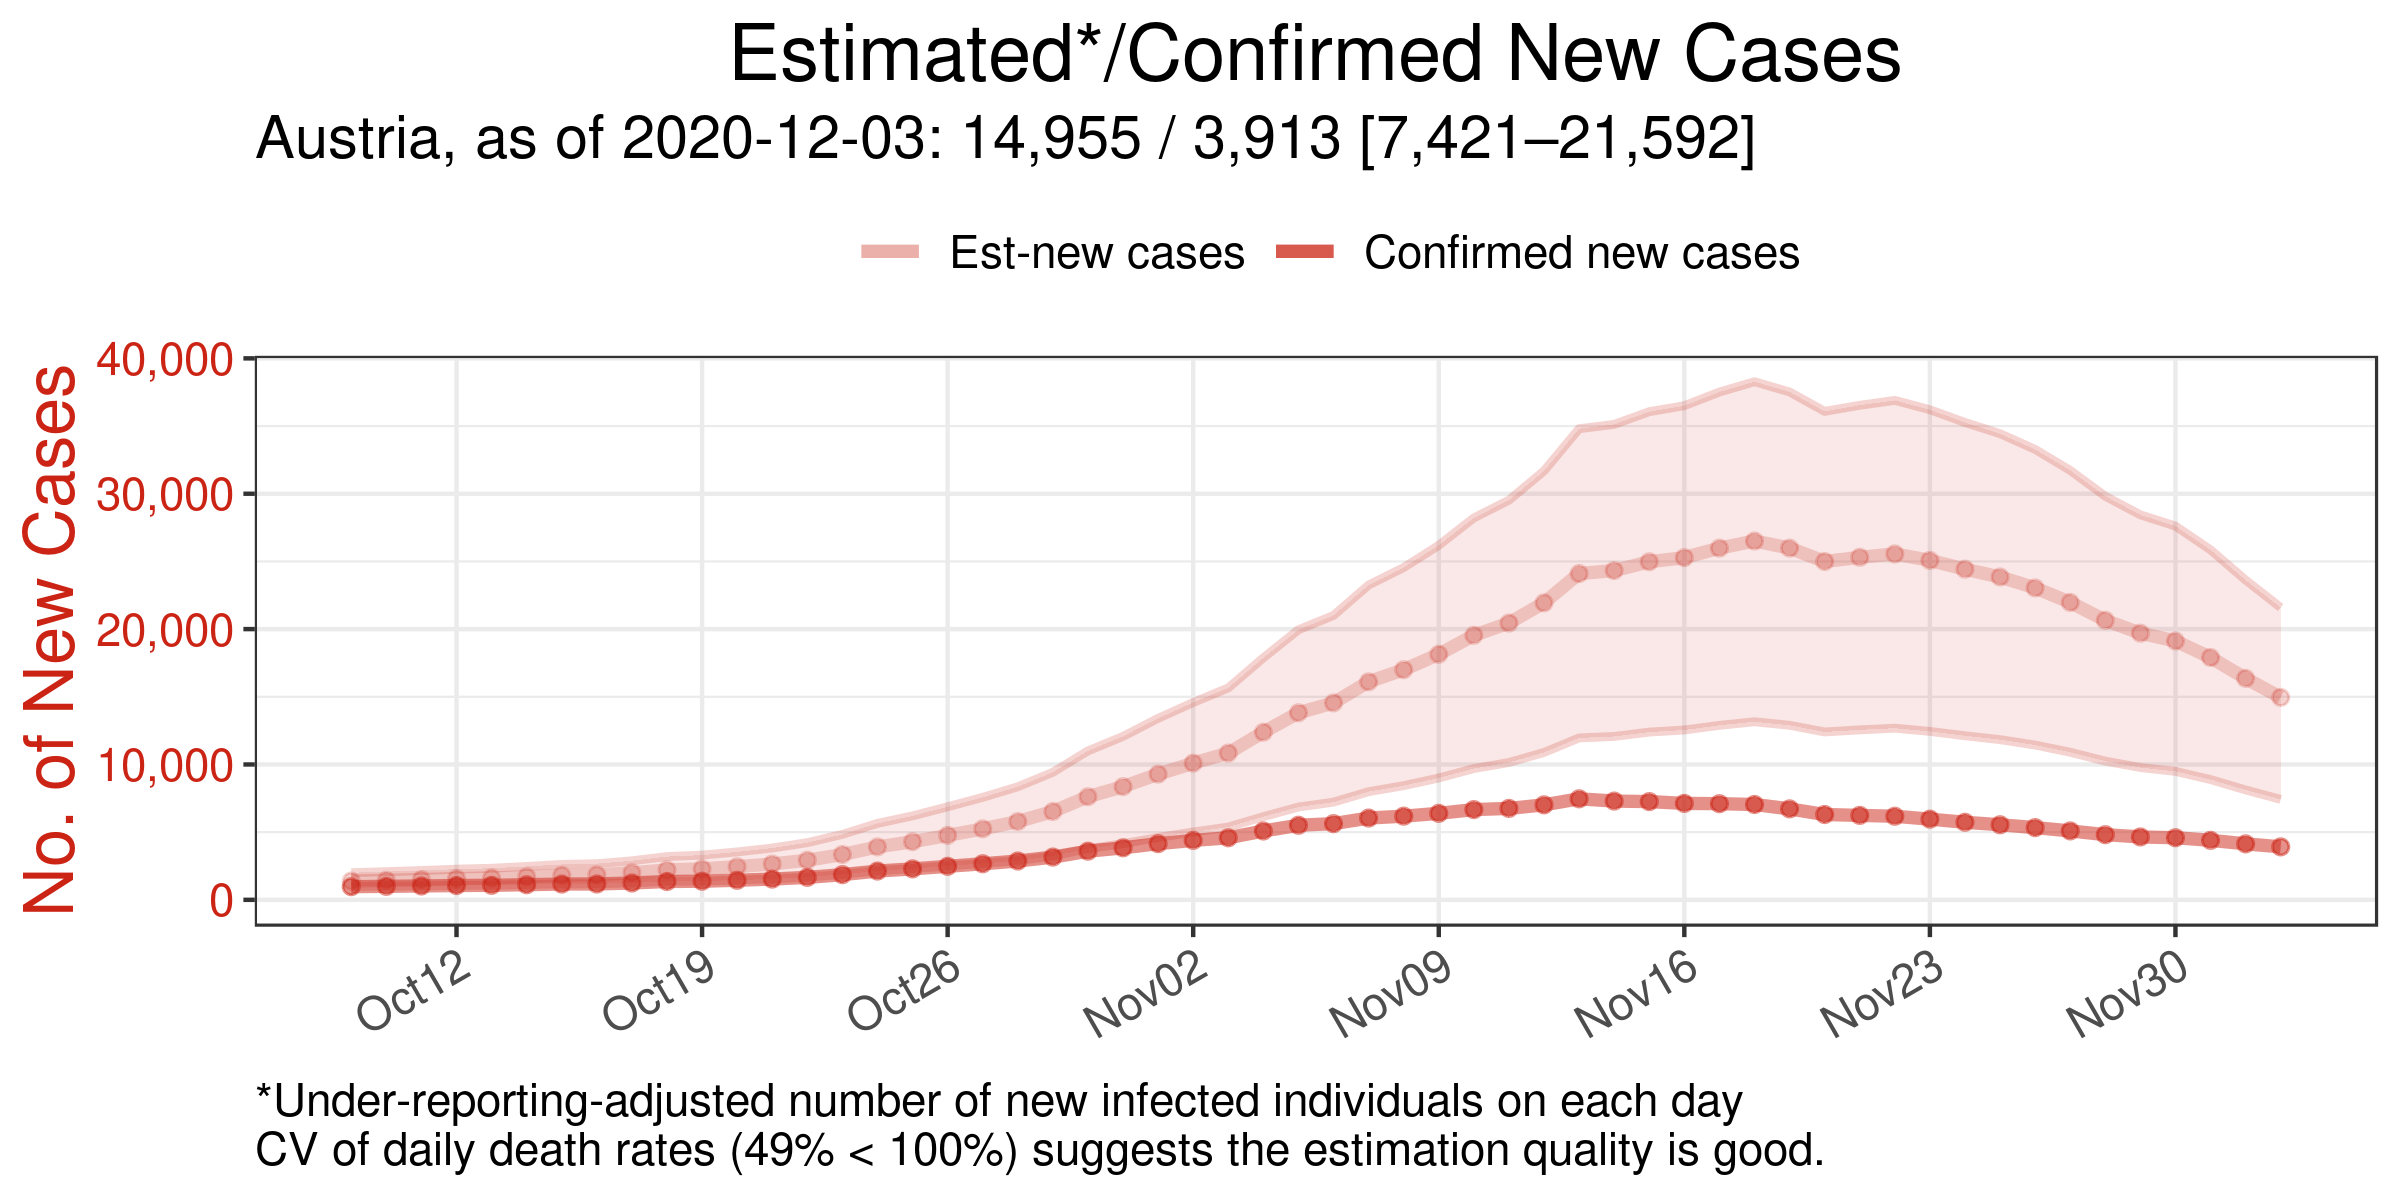 Estimated*/Confirmed New Cases
Austria, as of 2020-12-03: 14,955 / 3,913 [7,421–21,592]
Est-new cases
Confirmed new cases
No. of New Cases
40,000
30,000
20,000
10,000
0
Oct12
Oct19
Oct26
Nov02
Nov09
Nov16
Nov23
Nov30
*Under-reporting-adjusted number of new infected individuals on each day
CV of daily death rates (49% < 100%) suggests the estimation quality is good.